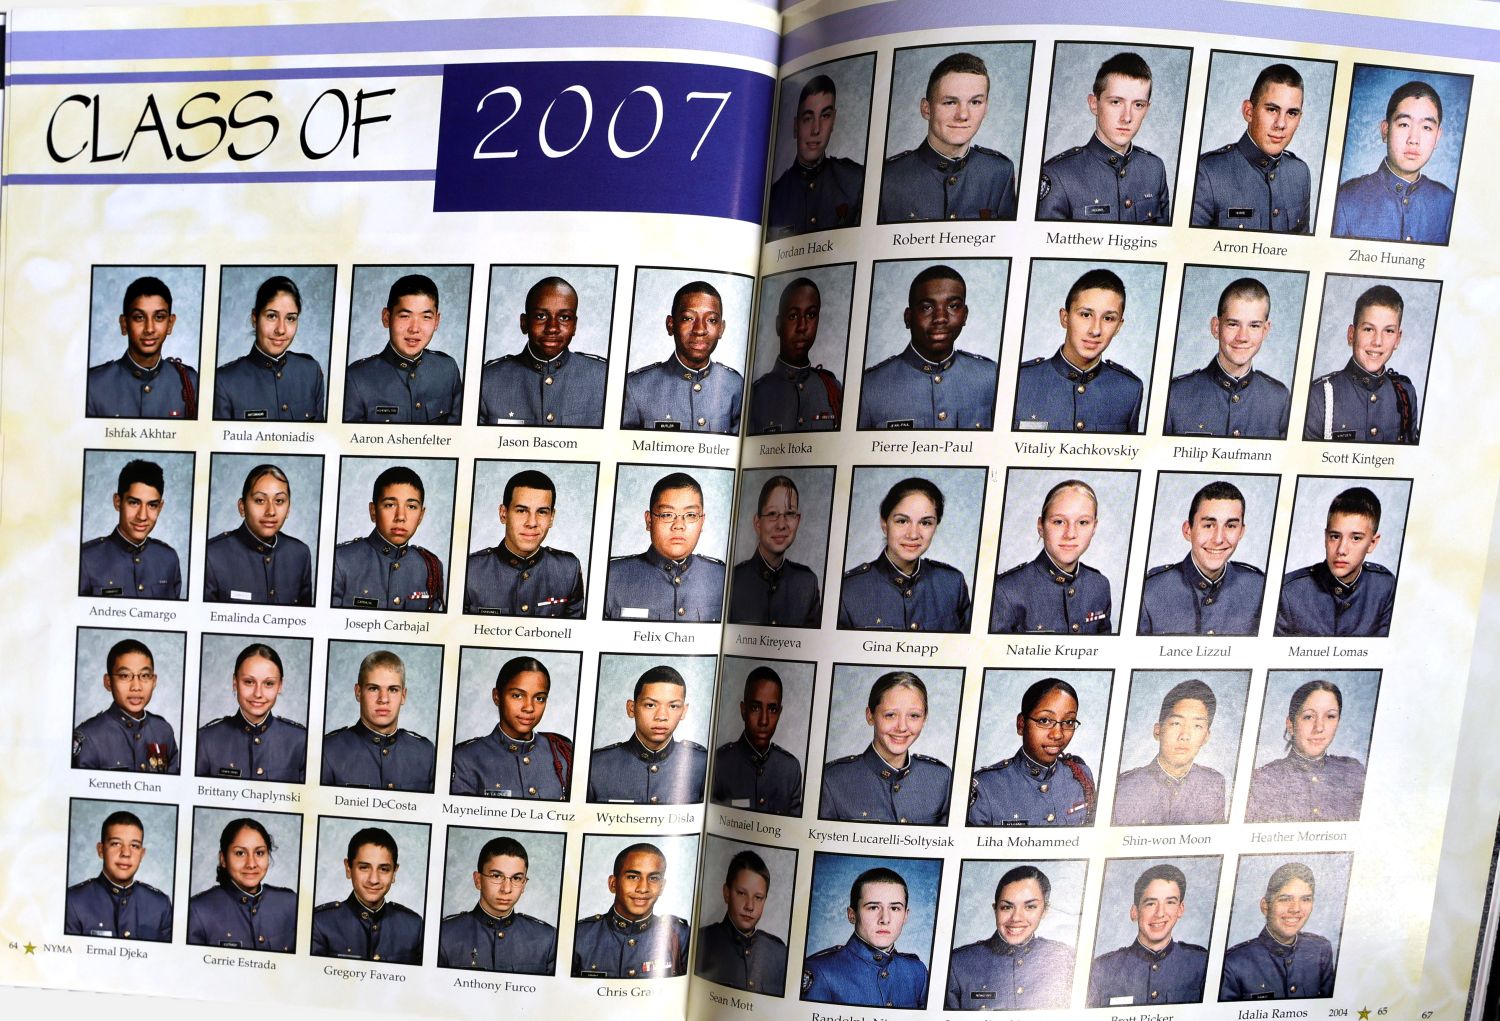 CLASS OF 2007
Ishfak Akhtar
Paula Antoniadis
Aaron Ashenfelter
Jason Bascom
Maltimore Butler
Andres Camargo
Emalinda Campos
Joseph Carbajal
Hector Carbonell
Felix Chan
Kenneth Chan
Brittany Chaplynski
Daniel DeCosta
Maynelinne De La Cruz
Wytchserny Disla
Ermal Djeka
Carrie Estrada
Gregory Favaro
Anthony Furco
Chris
64 NYMA
Jordan Hack
Robert Henegar
Matthew Higgins
Arron Hoare
Zhao Hunang
Ranek Itoka
Pierre Jean-Paul
Vitaliy Kachkovskiy
Philip Kaufmann
Scott Kintgen
Anna Kireyeva
Gina Knapp
Natalie Krupar
Lance Lizzul
Manuel Lomas
Natnaiel Long
Krysten Lucarelli-Soltysiak
Liha Mohammed
Shin-won Moon
Heather Morrison
Sean Mott
Brett Picker
Idalia Ramos
2004 65
67